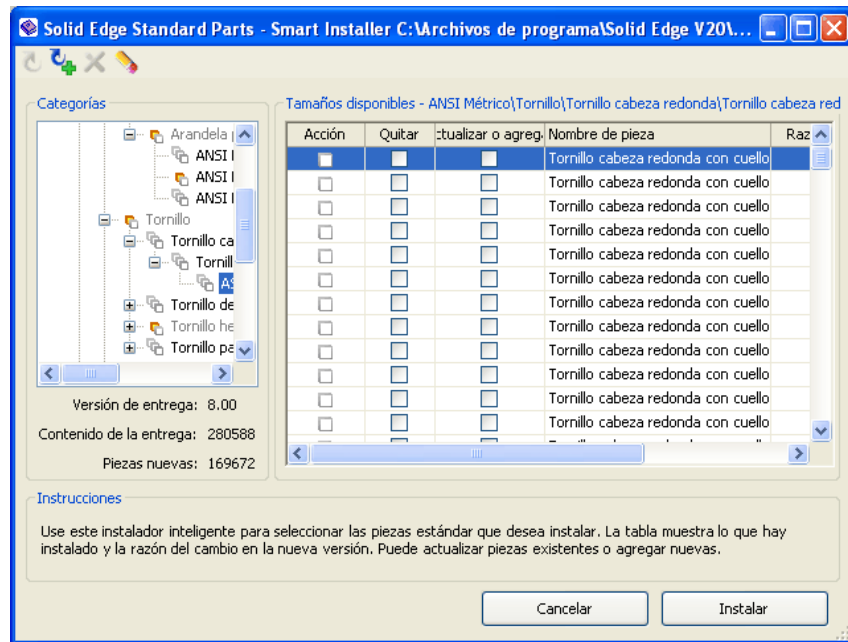 Solid Edge Standard Parts - Smart Installer C:\Archivos de programa\Solid Edge V20\...
Categorías
Arandela
ANSI
ANSI
ANSI
Tornillo
Tornillo ca
Tornill
AS
Tornillo de
Tornillo he
Tornillo pa
Versión de entrega: 8.00
Contenido de la entrega: 280588
Piezas nuevas: 169672
Tamaños disponibles - ANSI Métrico\Tornillo\Tornillo cabeza redonda\Tornillo cabeza red
Acción Quitar ctualizar o agreg. Nombre de pieza Raz
Tornillo cabeza redonda con cuello
Tornillo cabeza redonda con cuello
Tornillo cabeza redonda con cuello
Tornillo cabeza redonda con cuello
Tornillo cabeza redonda con cuello
Tornillo cabeza redonda con cuello
Tornillo cabeza redonda con cuello
Tornillo cabeza redonda con cuello
Tornillo cabeza redonda con cuello
Tornillo cabeza redonda con cuello
Tornillo cabeza redonda con cuello
Tornillo cabeza redonda con cuello
Instrucciones
Use este instalador inteligente para seleccionar las piezas estándar que desea instalar. La tabla muestra lo que hay
instalado y la razón del cambio en la nueva versión. Puede actualizar piezas existentes o agregar nuevas.
Cancelar Instalar